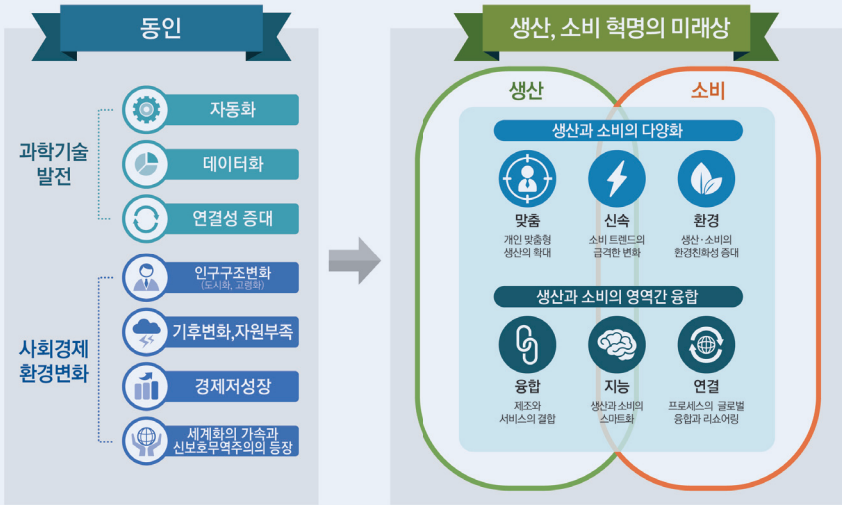 동인
과학기술
발전
자동화
데이터화
연결성 증대
사회경제
환경변화
인구구조변화
(도시화, 고령화)
기후변화,자원부족
경제저성장
세계화의 가속과
신보호무역주의의 등장
생산, 소비 혁명의 미래상
생산
소비
생산과 소비의 다양화
맞춤
개인 맞춤형
생산의 확대
신속
소비 트렌드의
급격한 변화
환경
생산·소비의
환경친화성 증대
생산과 소비의 영역간 융합
융합
제조와
서비스의 결합
지능
생산과 소비의
스마트화
연결
프로세스의 글로벌
융합과 리쇼어링